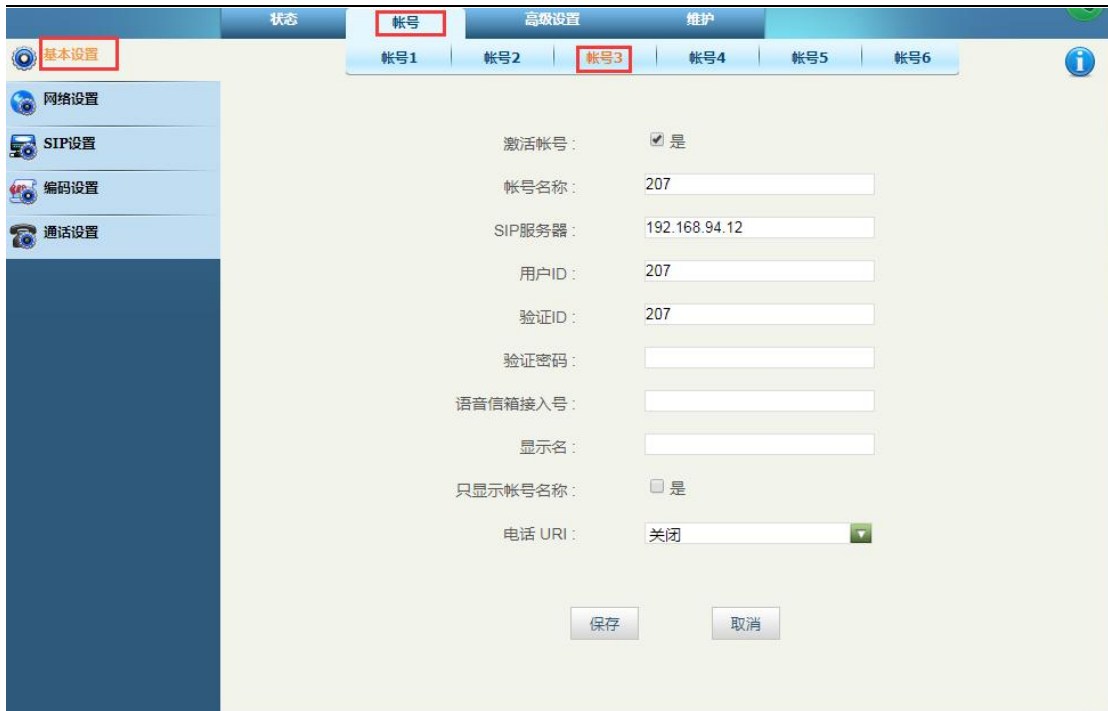 状态 帐号 高级设置 维护
基本设置 帐号1 帐号2 帐号3 帐号4 帐号5 帐号6
网络设置
SIP设置
编码设置
通话设置
激活帐号： 是
帐号名称： 207
SIP服务器： 192.168.94.12
用户ID： 207
验证ID： 207
验证密码：
语音信箱接入号：
显示名：
只显示帐号名称： 是
电话 URI： 关闭
保存 取消